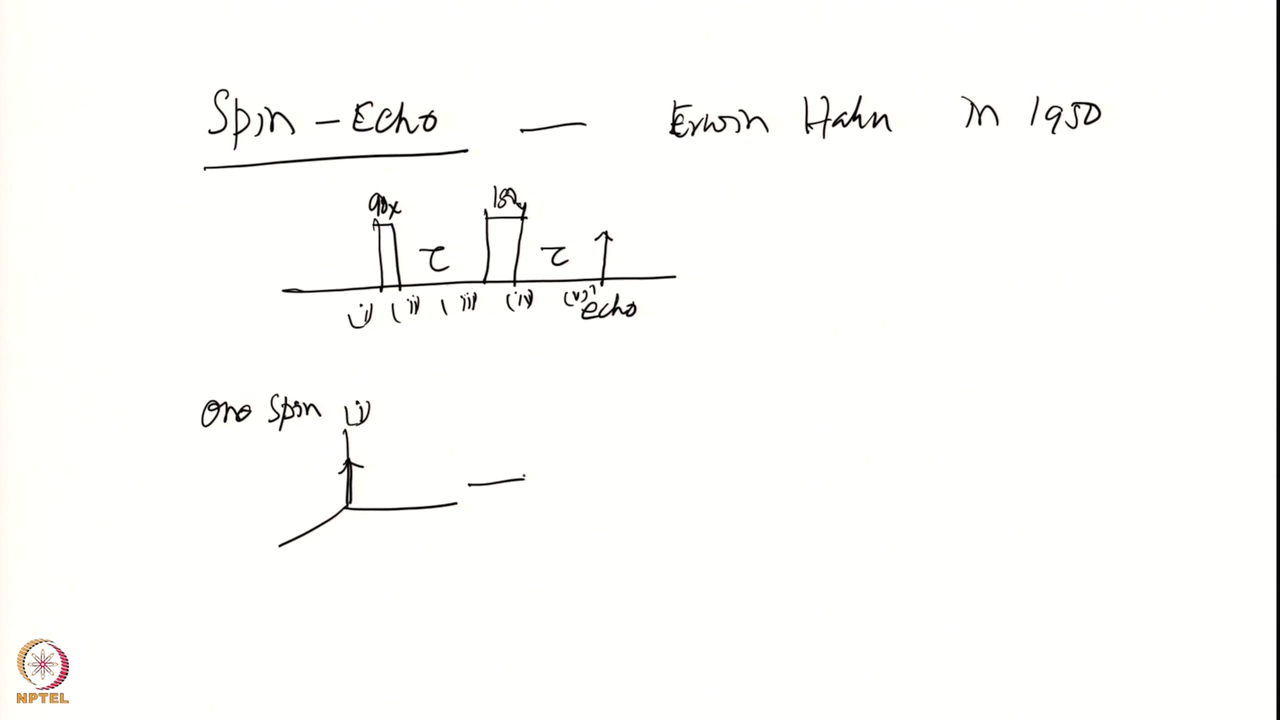 Spin - Echo — Erwin Hahn in 1950
90x 180y
τ τ
(i) (ii) (iii) (iv) (v)
echo
One Spin (i)
NPTEL